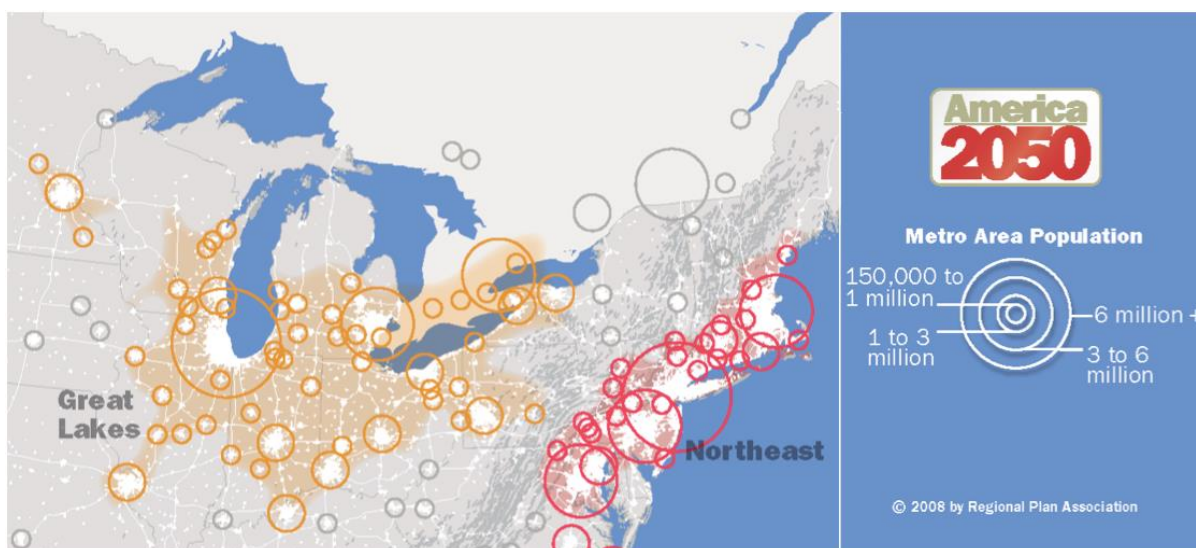 Great
Lakes
Northeast
America
2050
Metro Area Population
150,000 to
1 million
1 to 3
million
3 to 6
million
6 million +
© 2008 by Regional Plan Association